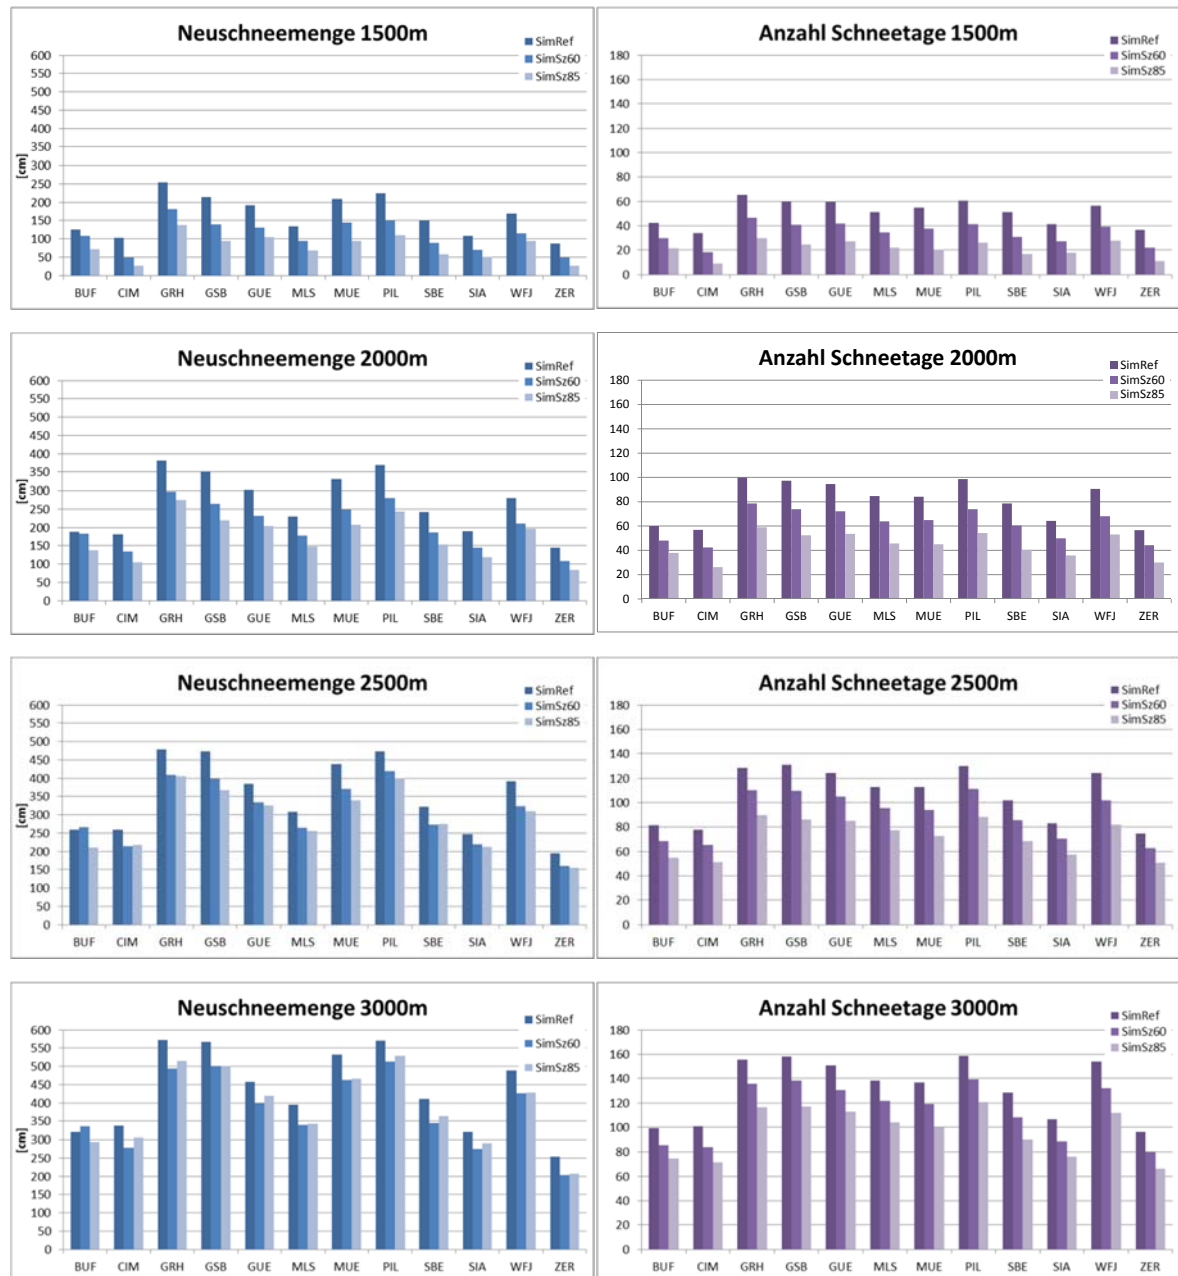 Neuschneemenge 1500m
SimRef
SimSz60
SimSz85
600
550
500
450
400
350
300
250
200
150
100
50
0
[cm]
BUF CIM GRH GSB GUE MLS MUE PIL SBE SIA WFJ ZER
Anzahl Schneetage 1500m
SimRef
SimSz60
SimSz85
180
160
140
120
100
80
60
40
20
0
BUF CIM GRH GSB GUE MLS MUE PIL SBE SIA WFJ ZER
Neuschneemenge 2000m
SimRef
SimSz60
SimSz85
600
550
500
450
400
350
300
250
200
150
100
50
0
[cm]
BUF CIM GRH GSB GUE MLS MUE PIL SBE SIA WFJ ZER
Anzahl Schneetage 2000m
SimRef
SimSz60
SimSz85
180
160
140
120
100
80
60
40
20
0
BUF CIM GRH GSB GUE MLS MUE PIL SBE SIA WFJ ZER
Neuschneemenge 2500m
SimRef
SimSz60
SimSz85
600
550
500
450
400
350
300
250
200
150
100
50
0
[cm]
BUF CIM GRH GSB GUE MLS MUE PIL SBE SIA WFJ ZER
Anzahl Schneetage 2500m
SimRef
SimSz60
SimSz85
180
160
140
120
100
80
60
40
20
0
BUF CIM GRH GSB GUE MLS MUE PIL SBE SIA WFJ ZER
Neuschneemenge 3000m
SimRef
SimSz60
SimSz85
600
550
500
450
400
350
300
250
200
150
100
50
0
[cm]
BUF CIM GRH GSB GUE MLS MUE PIL SBE SIA WFJ ZER
Anzahl Schneetage 3000m
SimRef
SimSz60
SimSz85
180
160
140
120
100
80
60
40
20
0
BUF CIM GRH GSB GUE MLS MUE PIL SBE SIA WFJ ZER